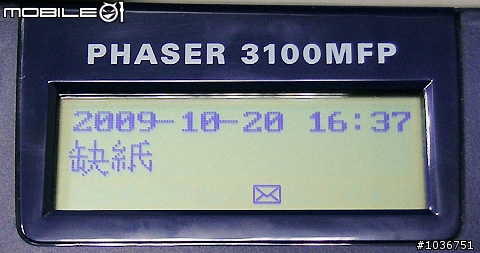 MOBILE01
PHASER 3100MFP
2009-10-20 16:37
缺紙
#1036751